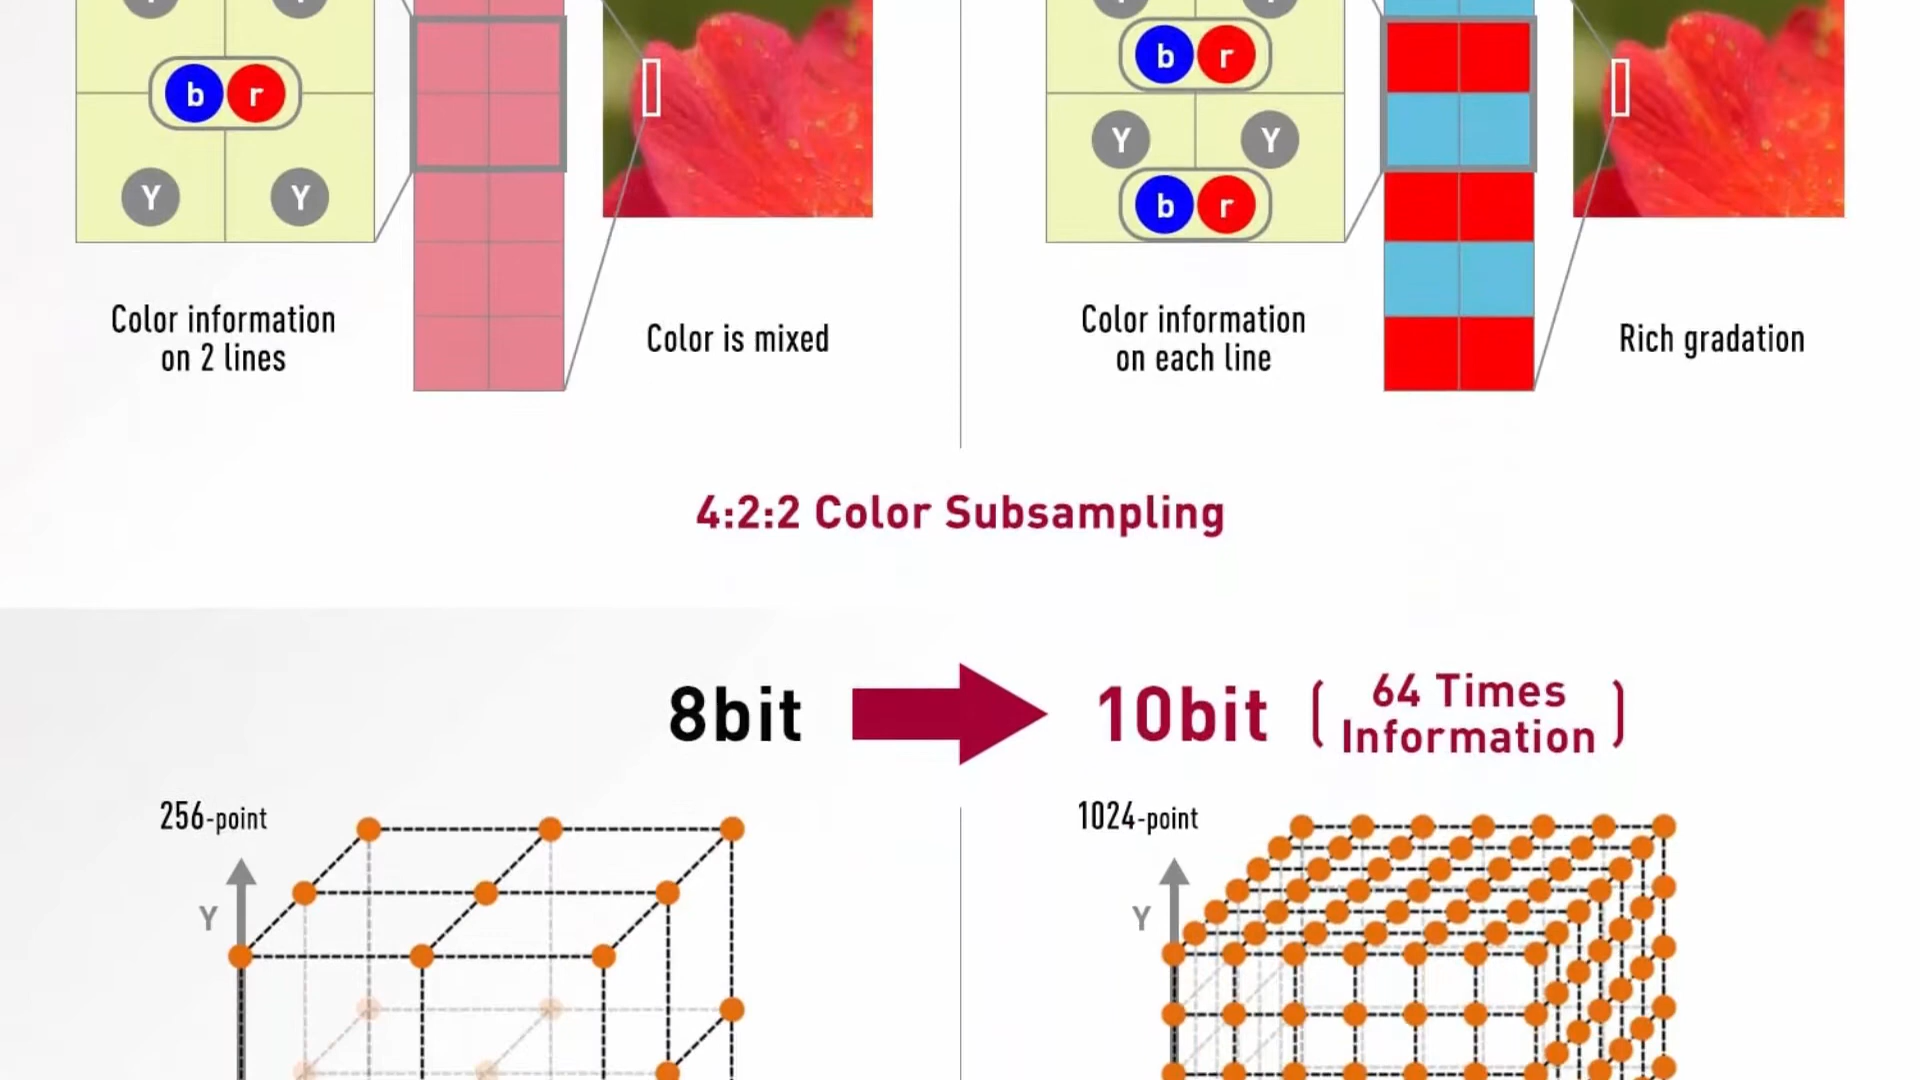 Y Y
b r
Y Y
Color information
on 2 lines
Color is mixed
Y Y
b r
Y Y
b r
Color information
on each line
Rich gradation
4:2:2 Color Subsampling
8bit 10bit ( 64 Times
Information )
256-point
Y
1024-point
Y